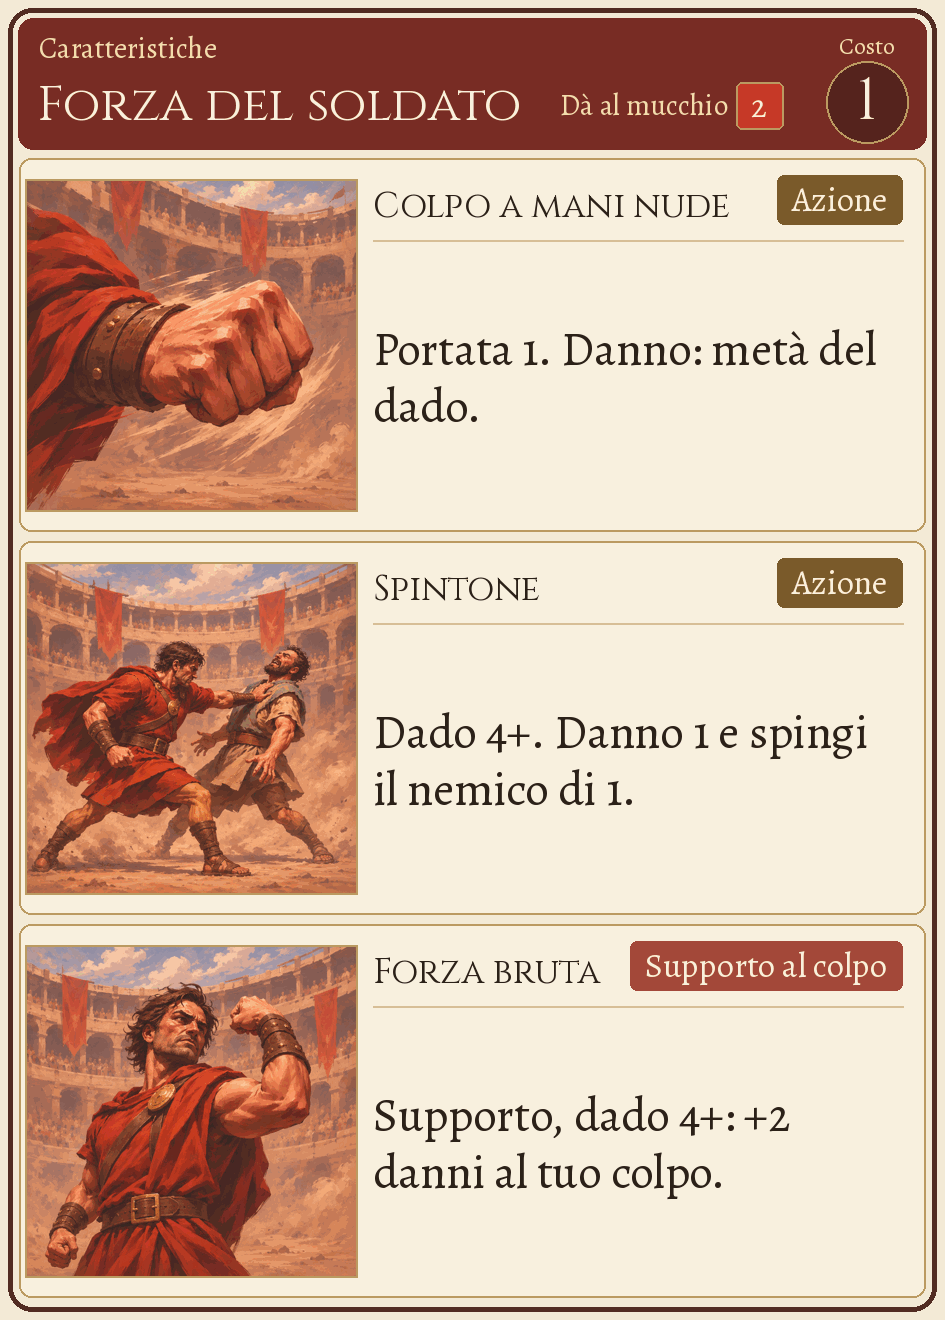 Caratteristiche
Costo
Forza del soldato
Dà al mucchio 2
1
Colpo a mani nude
Azione
Portata 1. Danno: metà del
dado.
Spintone
Azione
Dado 4+. Danno 1 e spingi
il nemico di 1.
Forza bruta
Supporto al colpo
Supporto, dado 4+: +2
danni al tuo colpo.